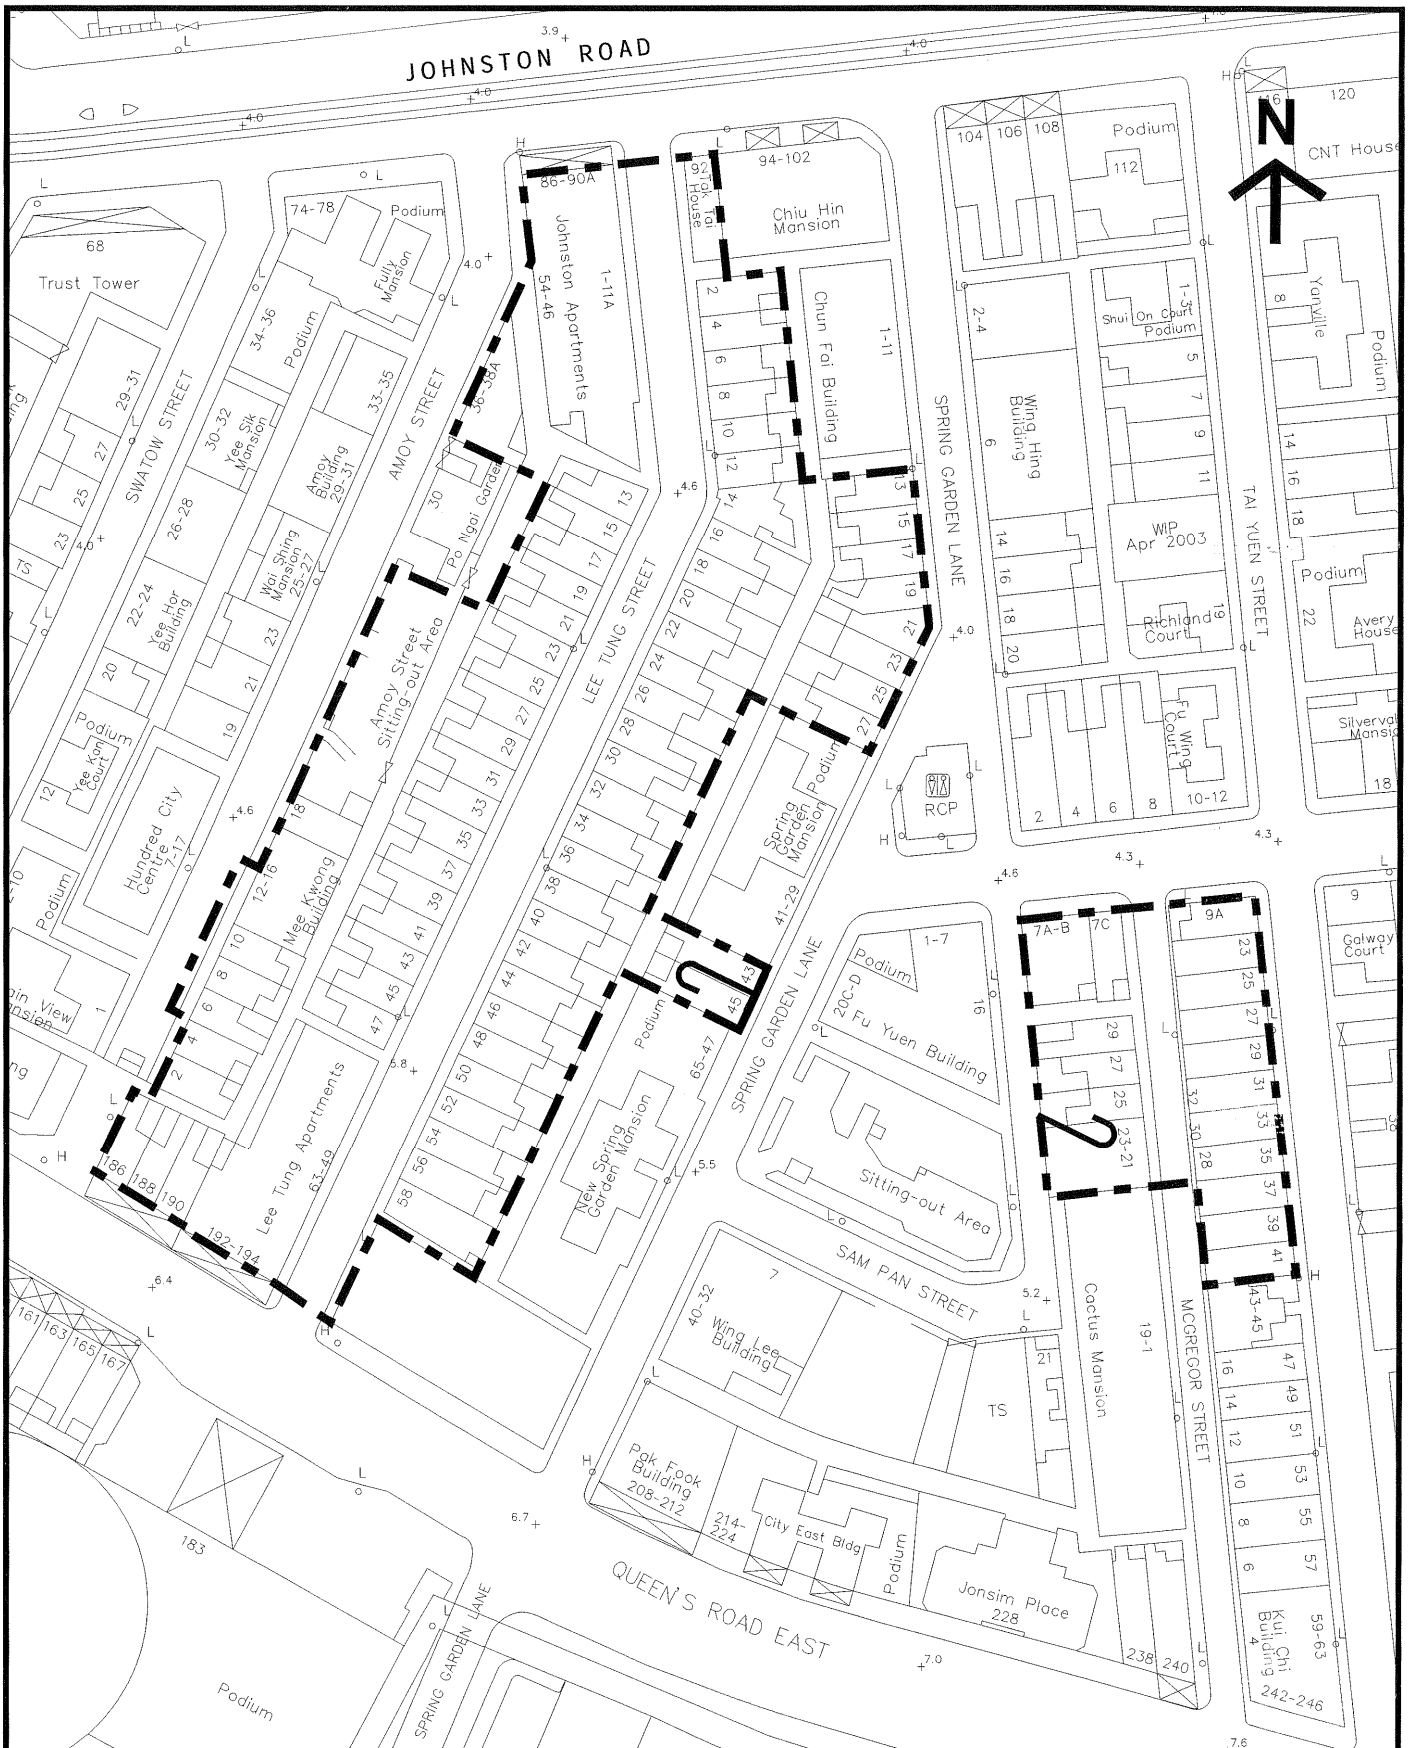 3.9
JOHNSTON ROAD
4.0
4.0
4.0
4.0
N
120
CNT House
104
106
108
Podium
112
86-90A
92
Tak Tai
House
94-102
Chiu Hin
Mansion
74-78
Podium
Fully
Mansion
68
Trust Tower
4.0
Johnston Apartments
54-46
1-11A
36-38A
2
4
6
8
10
12
14
16
18
20
22
24
26
28
30
32
34
36
38
40
42
44
46
48
50
52
54
56
58
Chun Fai Building
1-11
2-4
Wing Hing
Building
6
14
16
18
20
1-3
Shui On Court
Podium
5
7
9
11
WIP
Apr 2003
Richland
Court
19
Yanville
8
Podium
14
16
18
Podium
22
Avery
House
18
34-36
Podium
29-31
27
25
23
TS
4.0
SWATOW STREET
30-32
Yee Sik
Mansion
33-35
Amoy
Building
29-31
26-28
Wai Shing
Mansion
25-27
23
21
19
22-24
Yee Hor
Building
20
Podium
Yee Kan
Court
12
AMOY STREET
30
Po Ngai Garden
Amoy Street
Sitting-out Area
LEE TUNG STREET
4.6
13
15
17
19
21
23
25
27
29
31
33
35
37
39
41
43
45
47
SPRING GARDEN LANE
13
15
17
19
21
23
25
27
4.0
TAI YUEN STREET
Hundred City
Centre
7-17
4.6
18
12-16
Mee Kwong
Building
10
8
6
4
2
Podium
1
Podium
Spring
Garden
Mansion
41-29
RCP
2
4
6
8
Fu Wing
Court
10-12
4.3
4.3
4.6
43
45
Podium
65-47
New Spring
Garden Mansion
SPRING GARDEN LANE
1-7
Podium
20C-D
Fu Yuen Building
16
7A-B
7C
9A
29
27
25
23-21
2
23
25
27
29
31
33
35
37
39
41
32
30
28
9
Galway
Court
38
5.8
186
188
190
192-194
Lee Tung Apartments
63-49
5.5
Sitting-out Area
SAM PAN STREET
5.2
6.4
161
163
165
167
40-32
Wing Lee
Building
7
21
TS
Cactus Mansion
19-1
MCGREGOR STREET
43-45
47
49
51
53
55
57
59-63
16
14
12
10
8
6
4
Kui Chi
Building
242-246
183
6.7
Pak Fook
Building
208-212
214-
224
City East Bldg
Podium
Jonsim Place
228
238
240
QUEEN'S ROAD EAST
7.0
7.6
SPRING GARDEN LANE
Podium